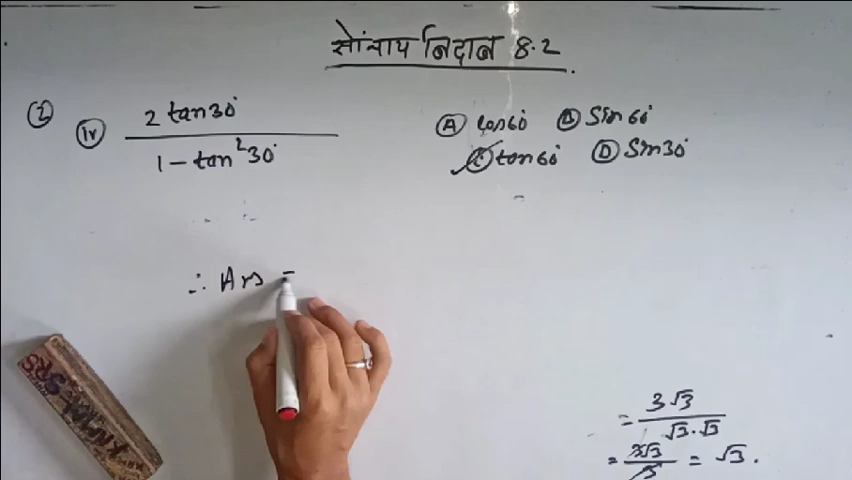 सोंचाय निदान 8.2
② iv 2 tan30° / 1 - tan²30°
Ⓐ Cos60° Ⓑ Sin60°
Ⓒ tan60° Ⓓ Sin30°
∴ Ans =
= 3√3 / √3·√3
= 3√3 / 3 = √3.